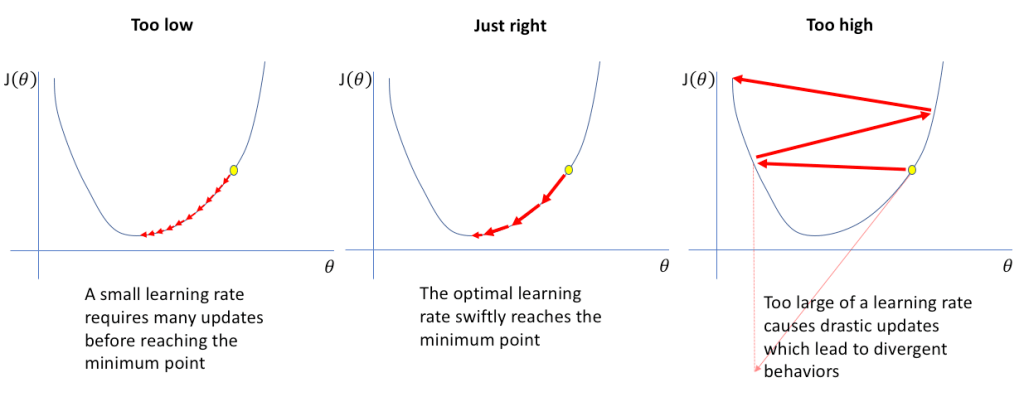 Too low
Just right
Too high
J(θ)
J(θ)
J(θ)
θ
θ
θ
A small learning rate
requires many updates
before reaching the
minimum point
The optimal learning
rate swiftly reaches the
minimum point
Too large of a learning rate
causes drastic updates
which lead to divergent
behaviors